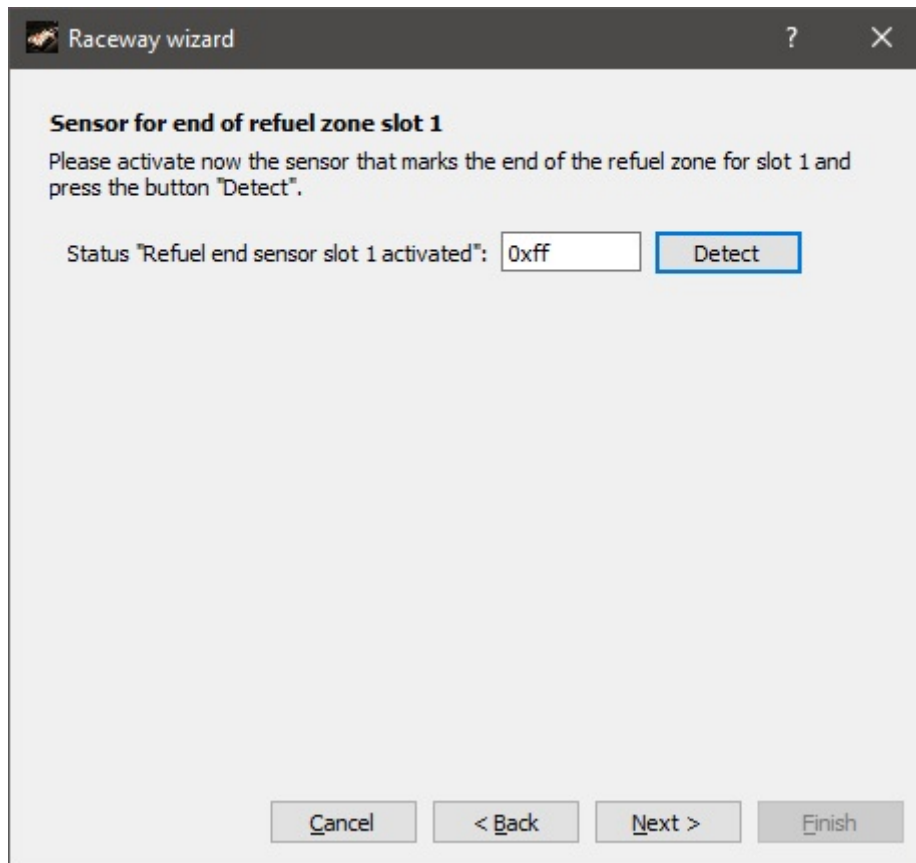 Raceway wizard ?
Sensor for end of refuel zone slot 1
Please activate now the sensor that marks the end of the refuel zone for slot 1 and
press the button "Detect".
Status "Refuel end sensor slot 1 activated": 0xff Detect
Cancel < Back Next > Finish